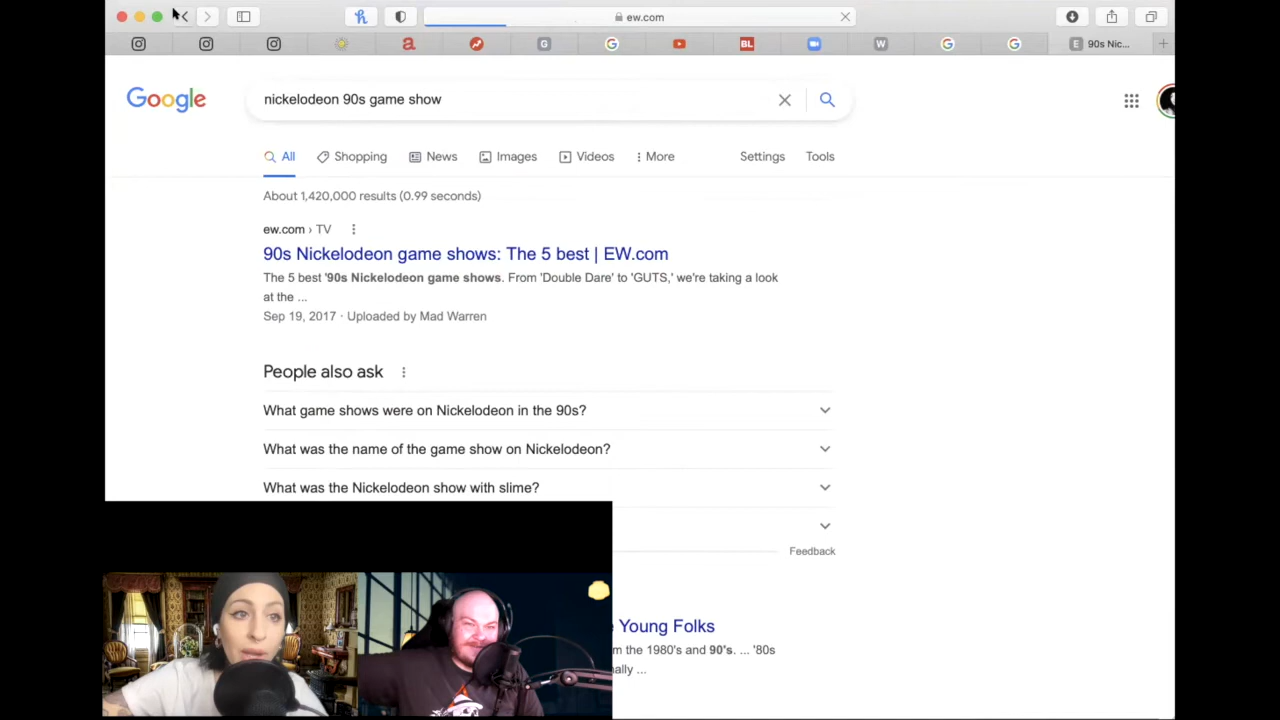 ew.com
a
G
BL
W
E 90s Nic...
Google
nickelodeon 90s game show
All
Shopping
News
Images
Videos
More
Settings
Tools
About 1,420,000 results (0.99 seconds)
ew.com › TV
90s Nickelodeon game shows: The 5 best | EW.com
The 5 best '90s Nickelodeon game shows. From 'Double Dare' to 'GUTS,' we're taking a look
at the ...
Sep 19, 2017 · Uploaded by Mad Warren
People also ask
What game shows were on Nickelodeon in the 90s?
What was the name of the game show on Nickelodeon?
What was the Nickelodeon show with slime?
Feedback
Young Folks
m the 1980's and 90's. ... '80s
ally ...